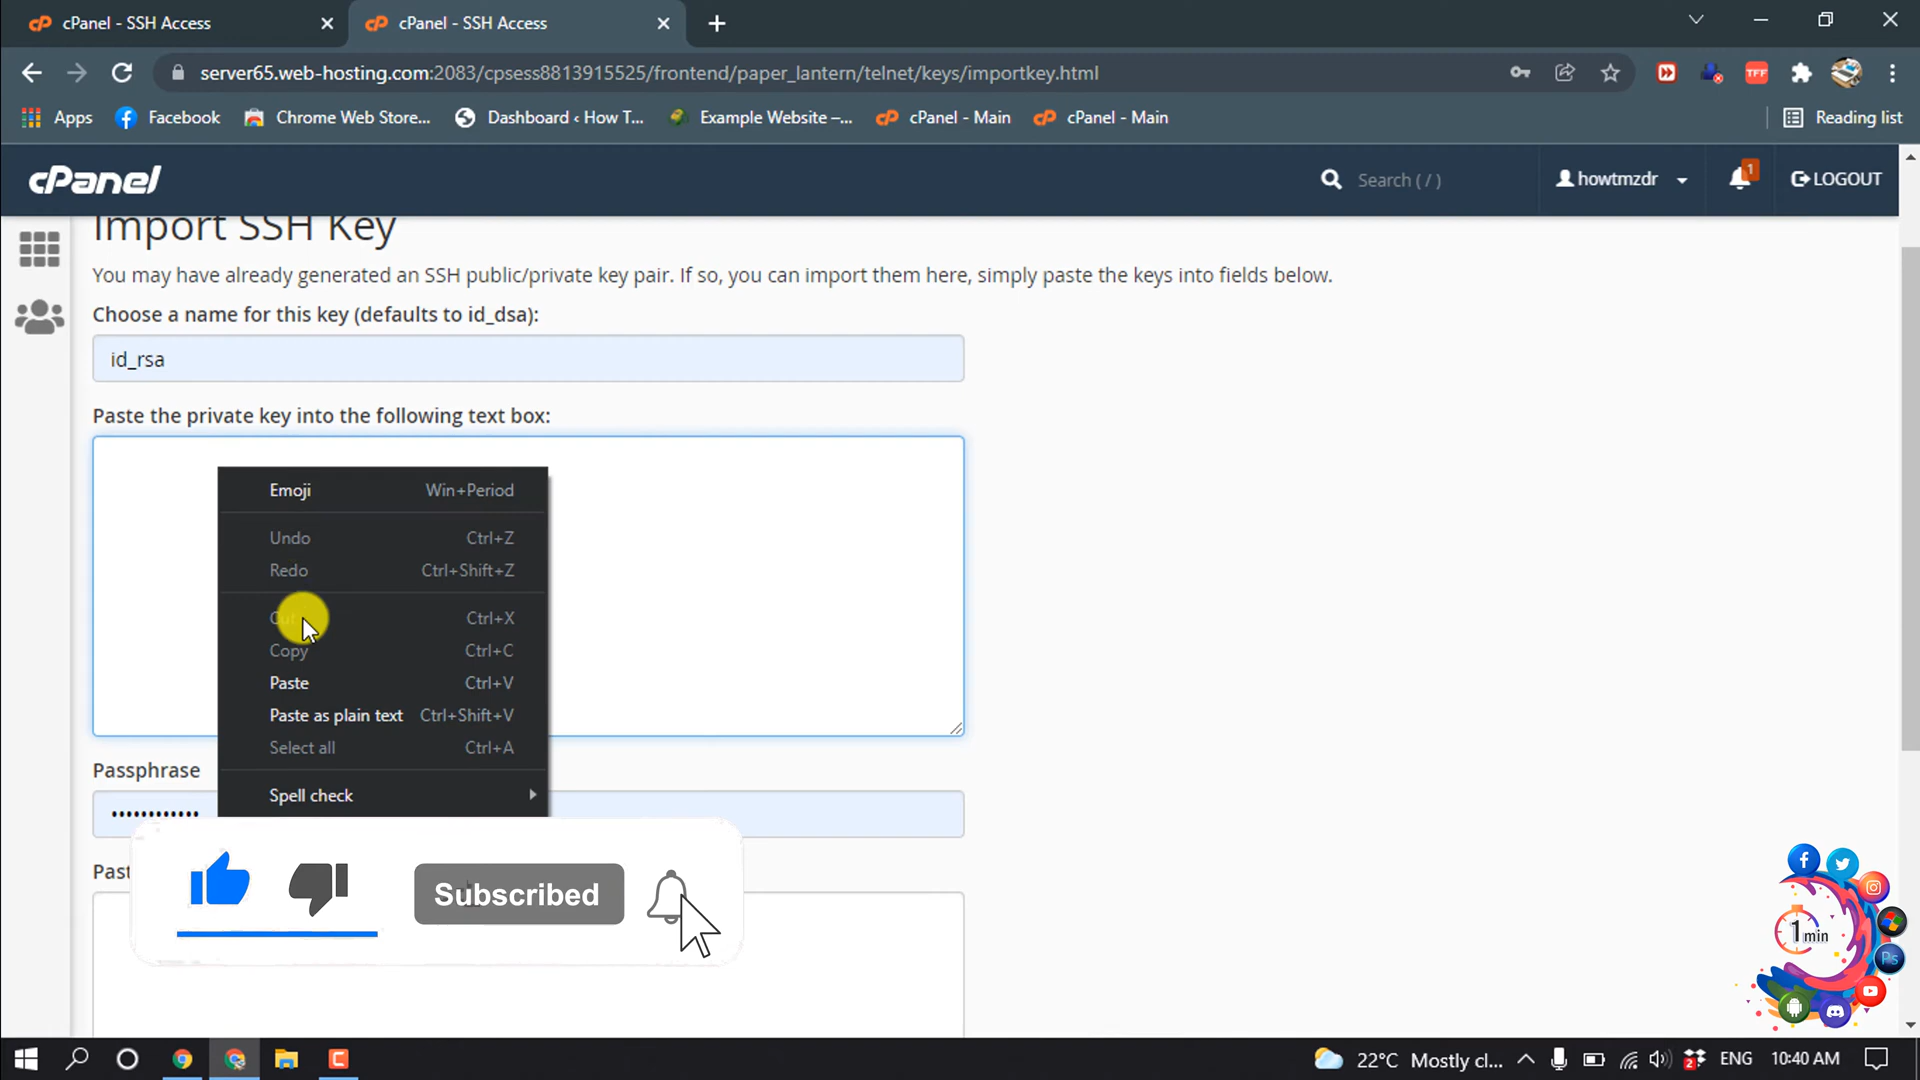 cPanel - SSH Access
cPanel - SSH Access
server65.web-hosting.com:2083/cpsess8813915525/frontend/paper_lantern/telnet/keys/importkey.html
TFF
Apps
Facebook
Chrome Web Store...
Dashboard ‹ How T...
Example Website –...
cPanel - Main
cPanel - Main
Reading list
cPanel
Search ( / )
howtmzdr
1
LOGOUT
Import SSH Key
You may have already generated an SSH public/private key pair. If so, you can import them here, simply paste the keys into fields below.
Choose a name for this key (defaults to id_dsa):
id_rsa
Paste the private key into the following text box:
Emoji Win+Period
Undo Ctrl+Z
Redo Ctrl+Shift+Z
Cut Ctrl+X
Copy Ctrl+C
Paste Ctrl+V
Paste as plain text Ctrl+Shift+V
Select all Ctrl+A
Spell check
Passphrase
••••••••••••
Past
Subscribed
1 min
Ps
22°C Mostly cl...
2
ENG
10:40 AM